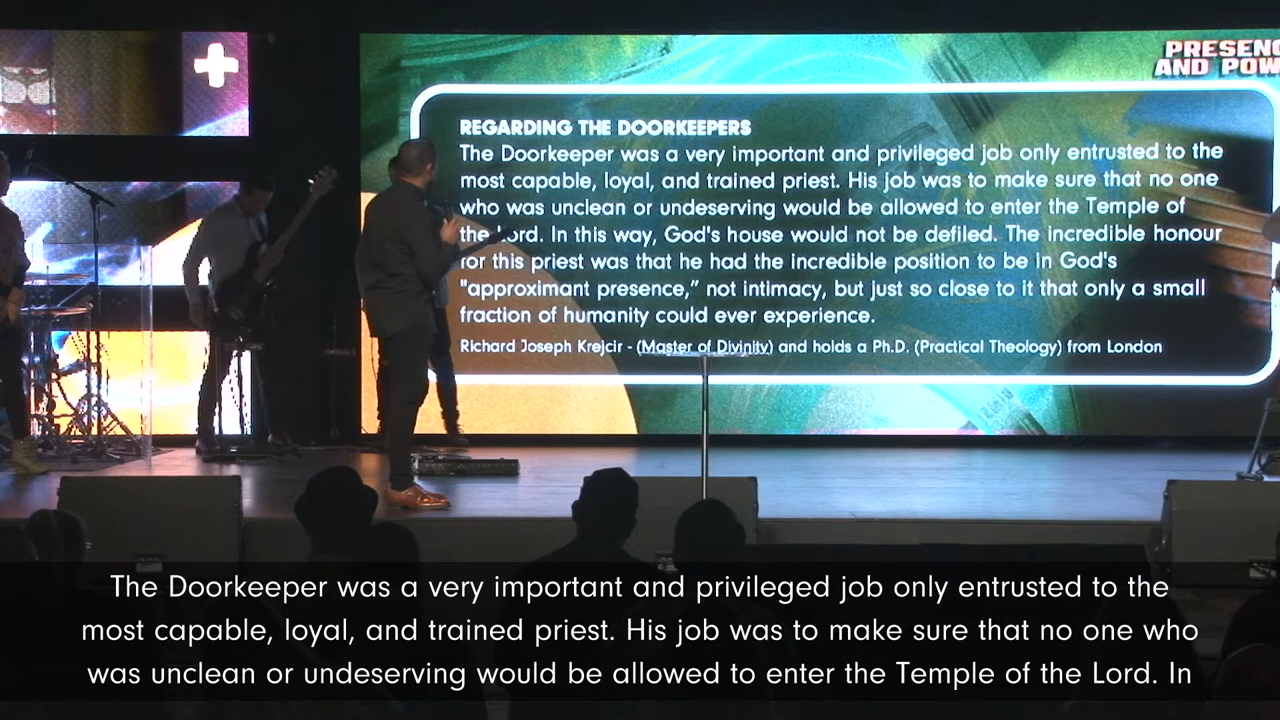 PRESENC
AND POW
REGARDING THE DOORKEEPERS
The Doorkeeper was a very important and privileged job only entrusted to the
most capable, loyal, and trained priest. His job was to make sure that no one
who was unclean or undeserving would be allowed to enter the Temple of
the Lord. In this way, God's house would not be defiled. The incredible honour
for this priest was that he had the incredible position to be in God's
"approximant presence,” not intimacy, but just so close to it that only a small
fraction of humanity could ever experience.
Richard Joseph Krejcir - (Master of Divinity) and holds a Ph.D. (Practical Theology) from London
The Doorkeeper was a very important and privileged job only entrusted to the
most capable, loyal, and trained priest. His job was to make sure that no one who
was unclean or undeserving would be allowed to enter the Temple of the Lord. In